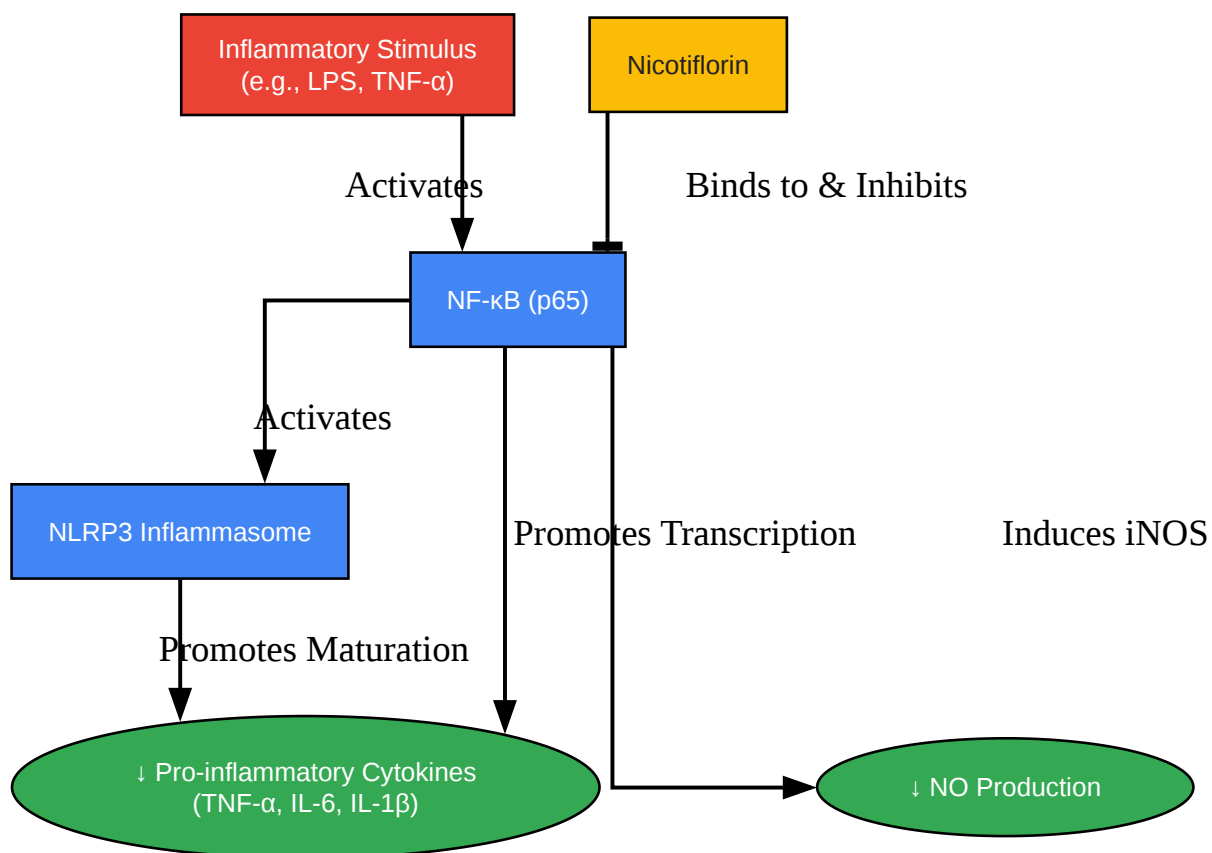 Inflammatory Stimulus
(e.g., LPS, TNF-α)
Nicotiflorin
Activates
Binds to & Inhibits
NF-κB (p65)
Activates
NLRP3 Inflammasome
Promotes Transcription
Induces iNOS
Promotes Maturation
↓ Pro-inflammatory Cytokines
(TNF-α, IL-6, IL-1β)
↓ NO Production